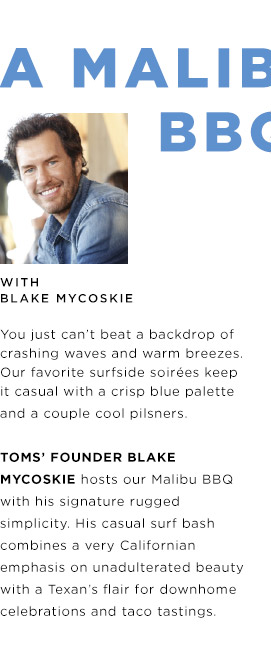 A MALIB
BBC
WITH
BLAKE MYCOSKIE
You just can't beat a backdrop of
crashing waves and warm breezes.
Our favorite surfside soirées keep
it casual with a crisp blue palette
and a couple cool pilsners.
TOMS' FOUNDER BLAKE
MYCOSKIE hosts our Malibu BBQ
with his signature rugged
simplicity. His casual surf bash
combines a very Californian
emphasis on unadulterated beauty
with a Texan's flair for downhome
celebrations and taco tastings.